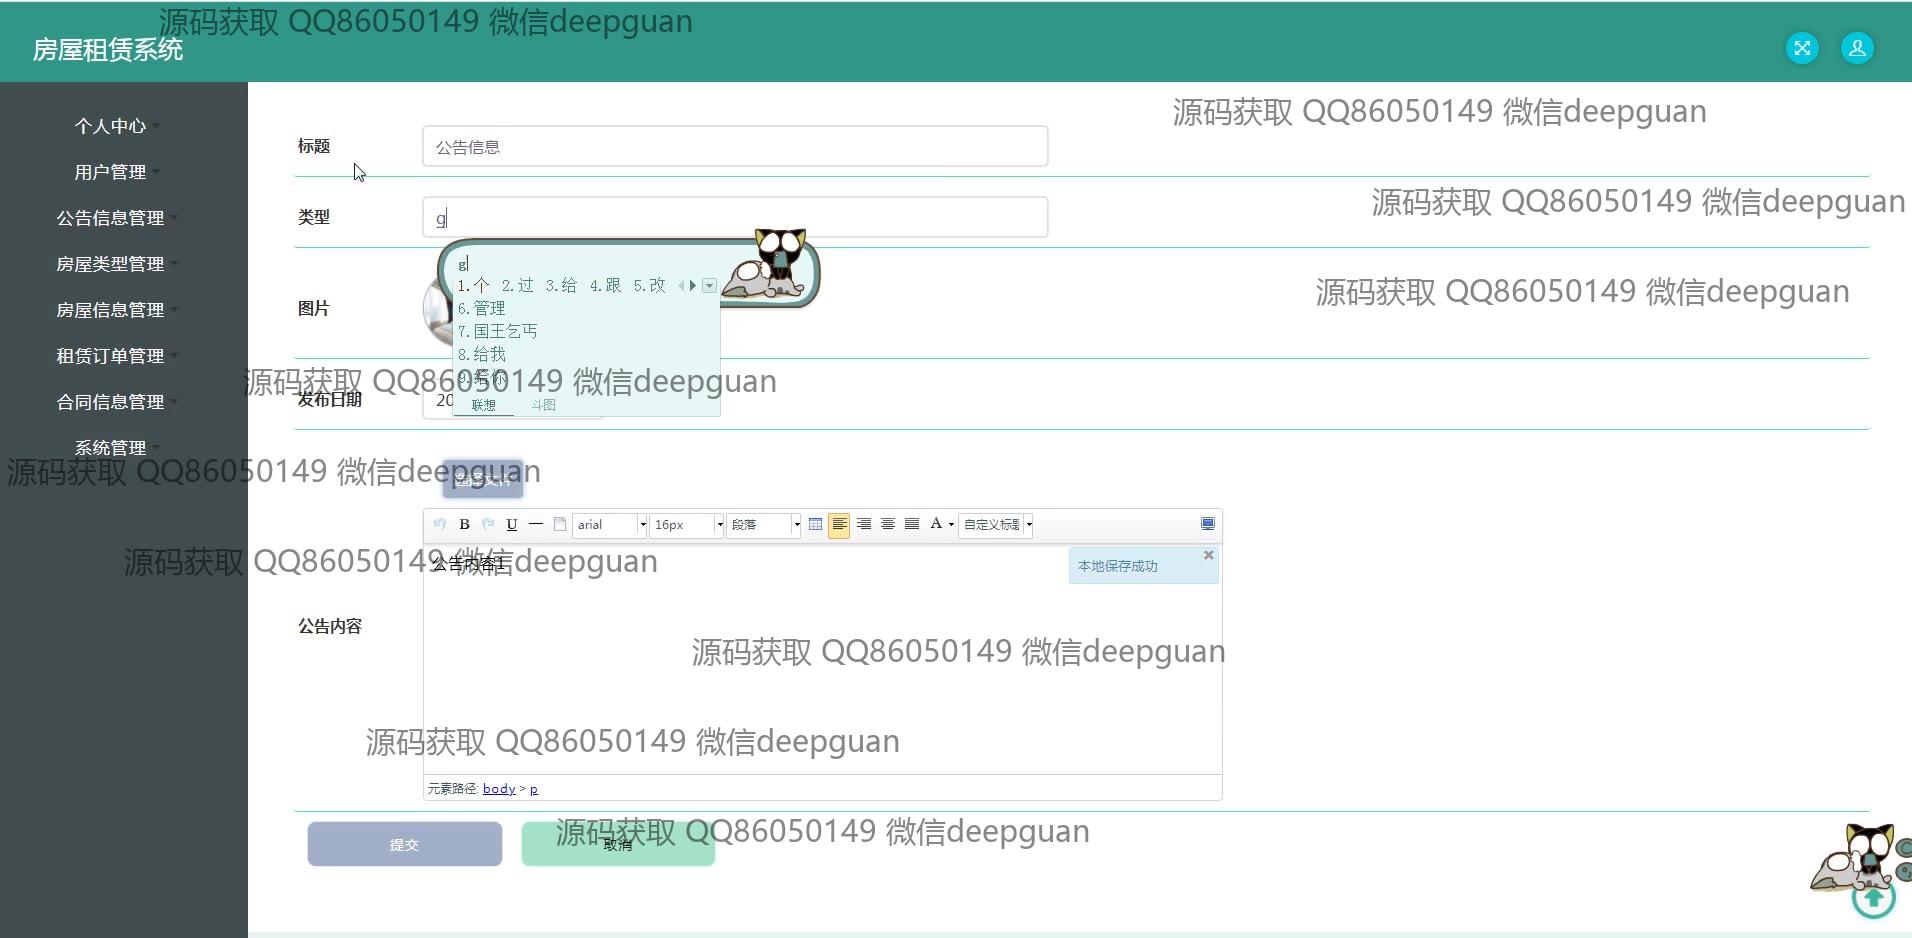 源码获取 QQ86050149 微信deepguan
房屋租赁系统
源码获取 QQ86050149 微信deepguan
个人中心
标题
公告信息
用户管理
源码获取 QQ86050149 微信deepguan
公告信息管理
类型
g
g
房屋类型管理
1.个 2.过 3.给 4.跟 5.改
源码获取 QQ86050149 微信deepguan
房屋信息管理
图片
6.管理
7.国王乞丐
租赁订单管理
8.给我
9.给你
源码获取 QQ86050149 微信deepguan
合同信息管理
发布日期
20
联想 斗图
系统管理
源码获取 QQ86050149 微信deepguan
选择文件
B U arial 16px 段落 A 自定义标题
源码获取 QQ86050149 微信deepguan
公告内容1
本地保存成功
公告内容
源码获取 QQ86050149 微信deepguan
源码获取 QQ86050149 微信deepguan
元素路径: body > p
源码获取 QQ86050149 微信deepguan
提交
取消